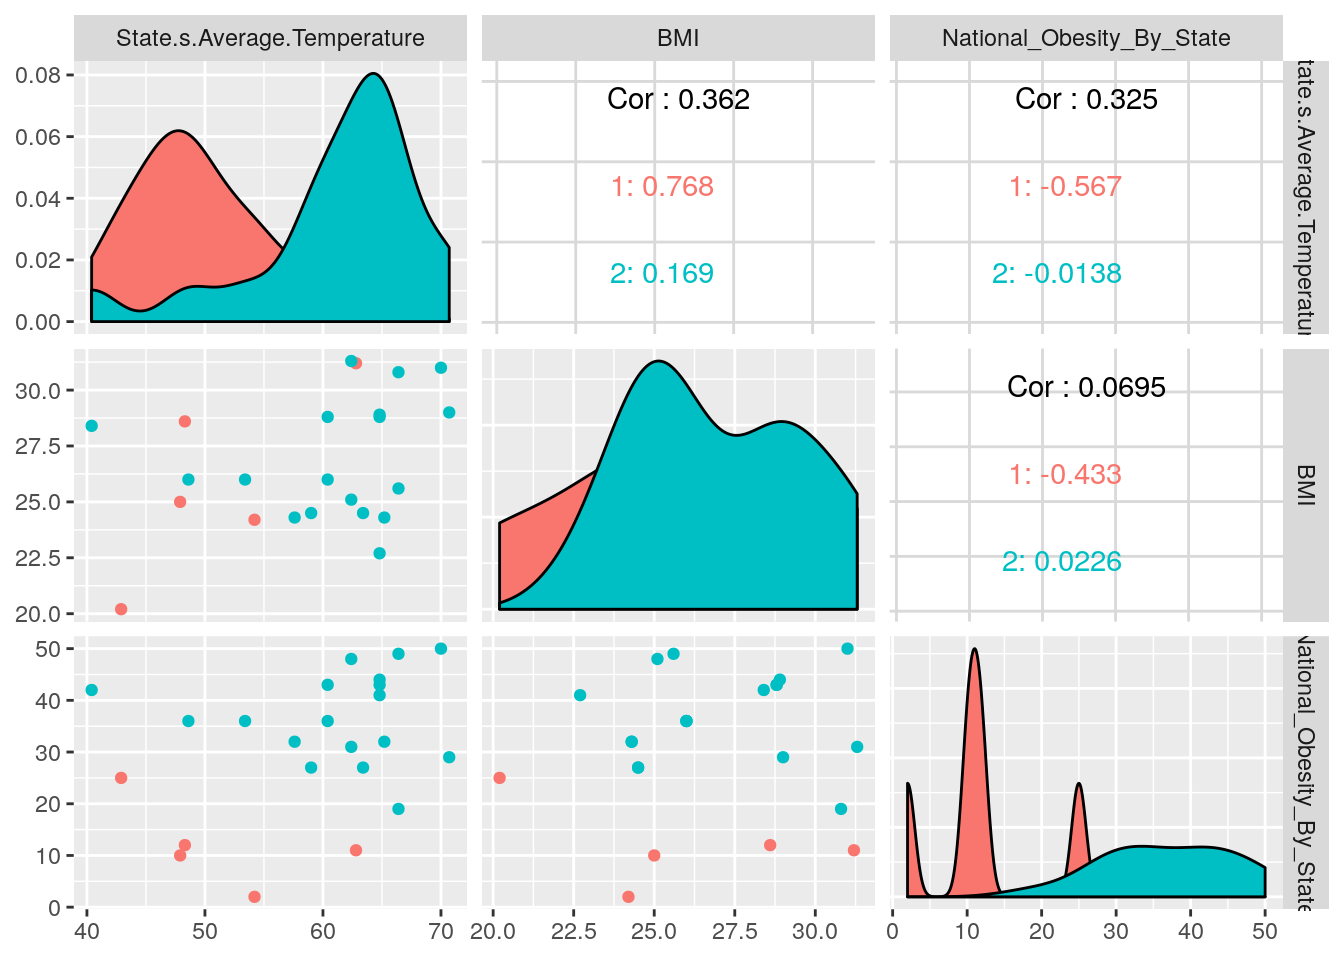 State.s.Average.Temperature
BMI
National_Obesity_By_State
0.08
0.06
0.04
0.02
0.00
Cor : 0.362
1: 0.768
2: 0.169
Cor : 0.325
1: -0.567
2: -0.0138
tate.s.Average.Temperatur
30.0
27.5
25.0
22.5
20.0
Cor : 0.0695
1: -0.433
2: 0.0226
BMI
50
40
30
20
10
0
National_Obesity_By_State
40 50 60 70
20.0 22.5 25.0 27.5 30.0
0 10 20 30 40 50